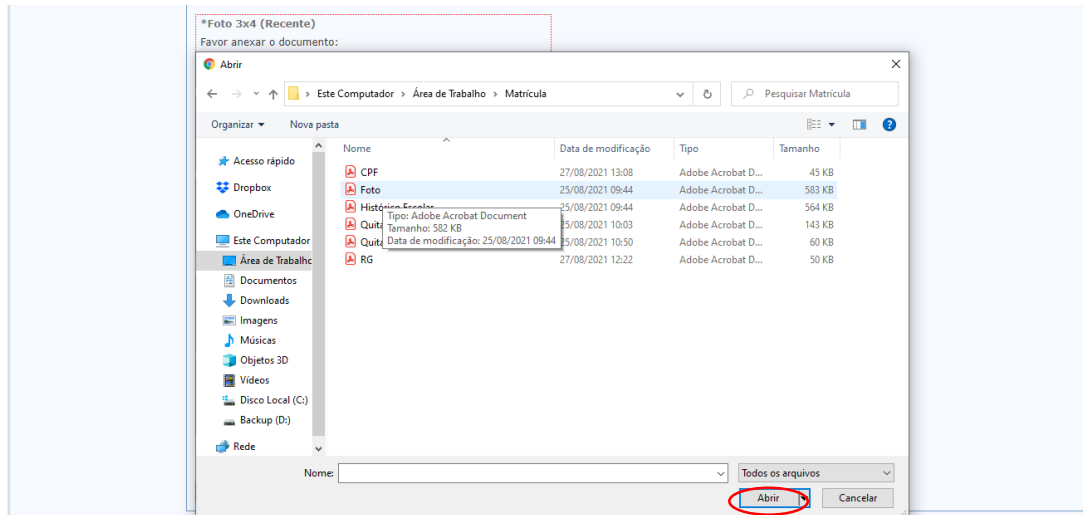 *Foto 3x4 (Recente)
Favor anexar o documento:
Abrir
Este Computador > Área de Trabalho > Matrícula
Pesquisar Matrícula
Organizar
Nova pasta
Nome Data de modificação Tipo Tamanho
Acesso rápido
Dropbox
OneDrive
Este Computador
Área de Trabalho
Documentos
Downloads
Imagens
Músicas
Objetos 3D
Vídeos
Disco Local (C:)
Backup (D:)
Rede
CPF 27/08/2021 13:08 Adobe Acrobat D... 45 KB
Foto 25/08/2021 09:44 Adobe Acrobat D... 583 KB
Histórico Escolar 25/08/2021 09:44 Adobe Acrobat D... 564 KB
Quita 25/08/2021 10:03 Adobe Acrobat D... 143 KB
Quita 25/08/2021 10:50 Adobe Acrobat D... 60 KB
RG 27/08/2021 12:22 Adobe Acrobat D... 50 KB
Tipo: Adobe Acrobat Document
Tamanho: 582 KB
Data de modificação: 25/08/2021 09:44
Nome:
Todos os arquivos
Abrir
Cancelar